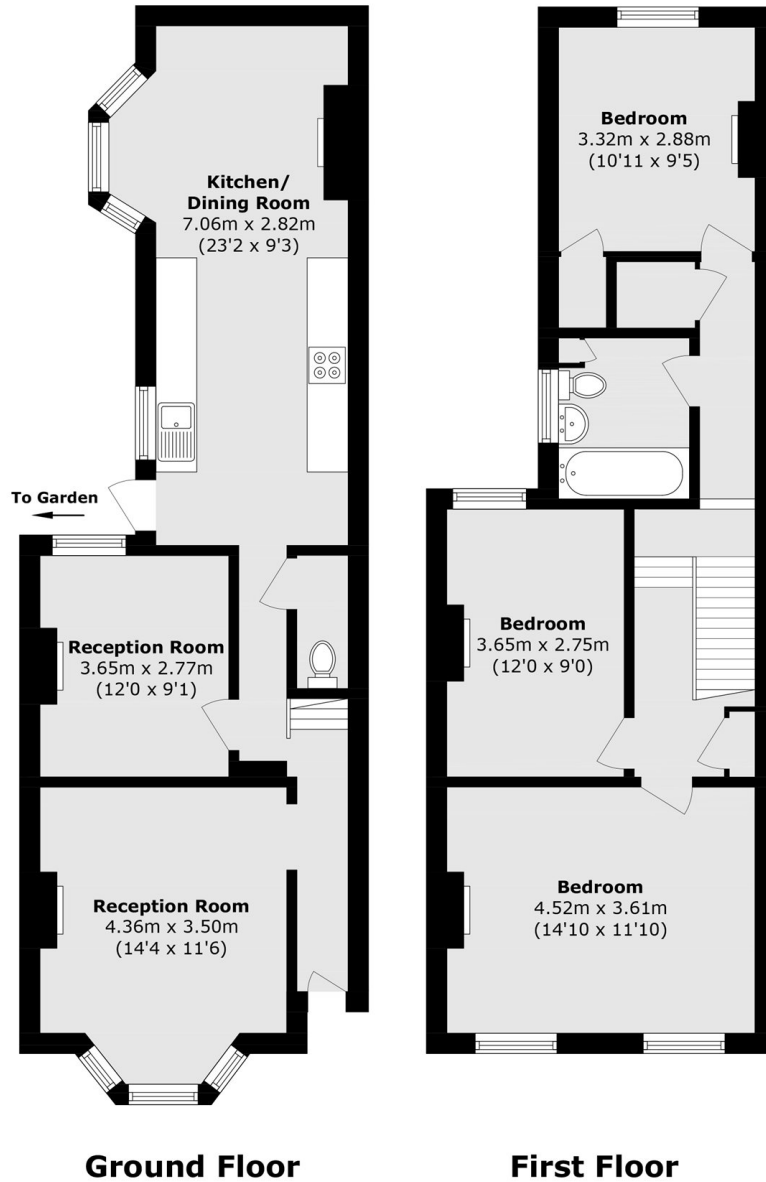 Kitchen/
Dining Room
7.06m x 2.82m
(23'2 x 9'3)
To Garden
Reception Room
3.65m x 2.77m
(12'0 x 9'1)
Reception Room
4.36m x 3.50m
(14'4 x 11'6)
Ground Floor
Bedroom
3.32m x 2.88m
(10'11 x 9'5)
Bedroom
3.65m x 2.75m
(12'0 x 9'0)
Bedroom
4.52m x 3.61m
(14'10 x 11'10)
First Floor